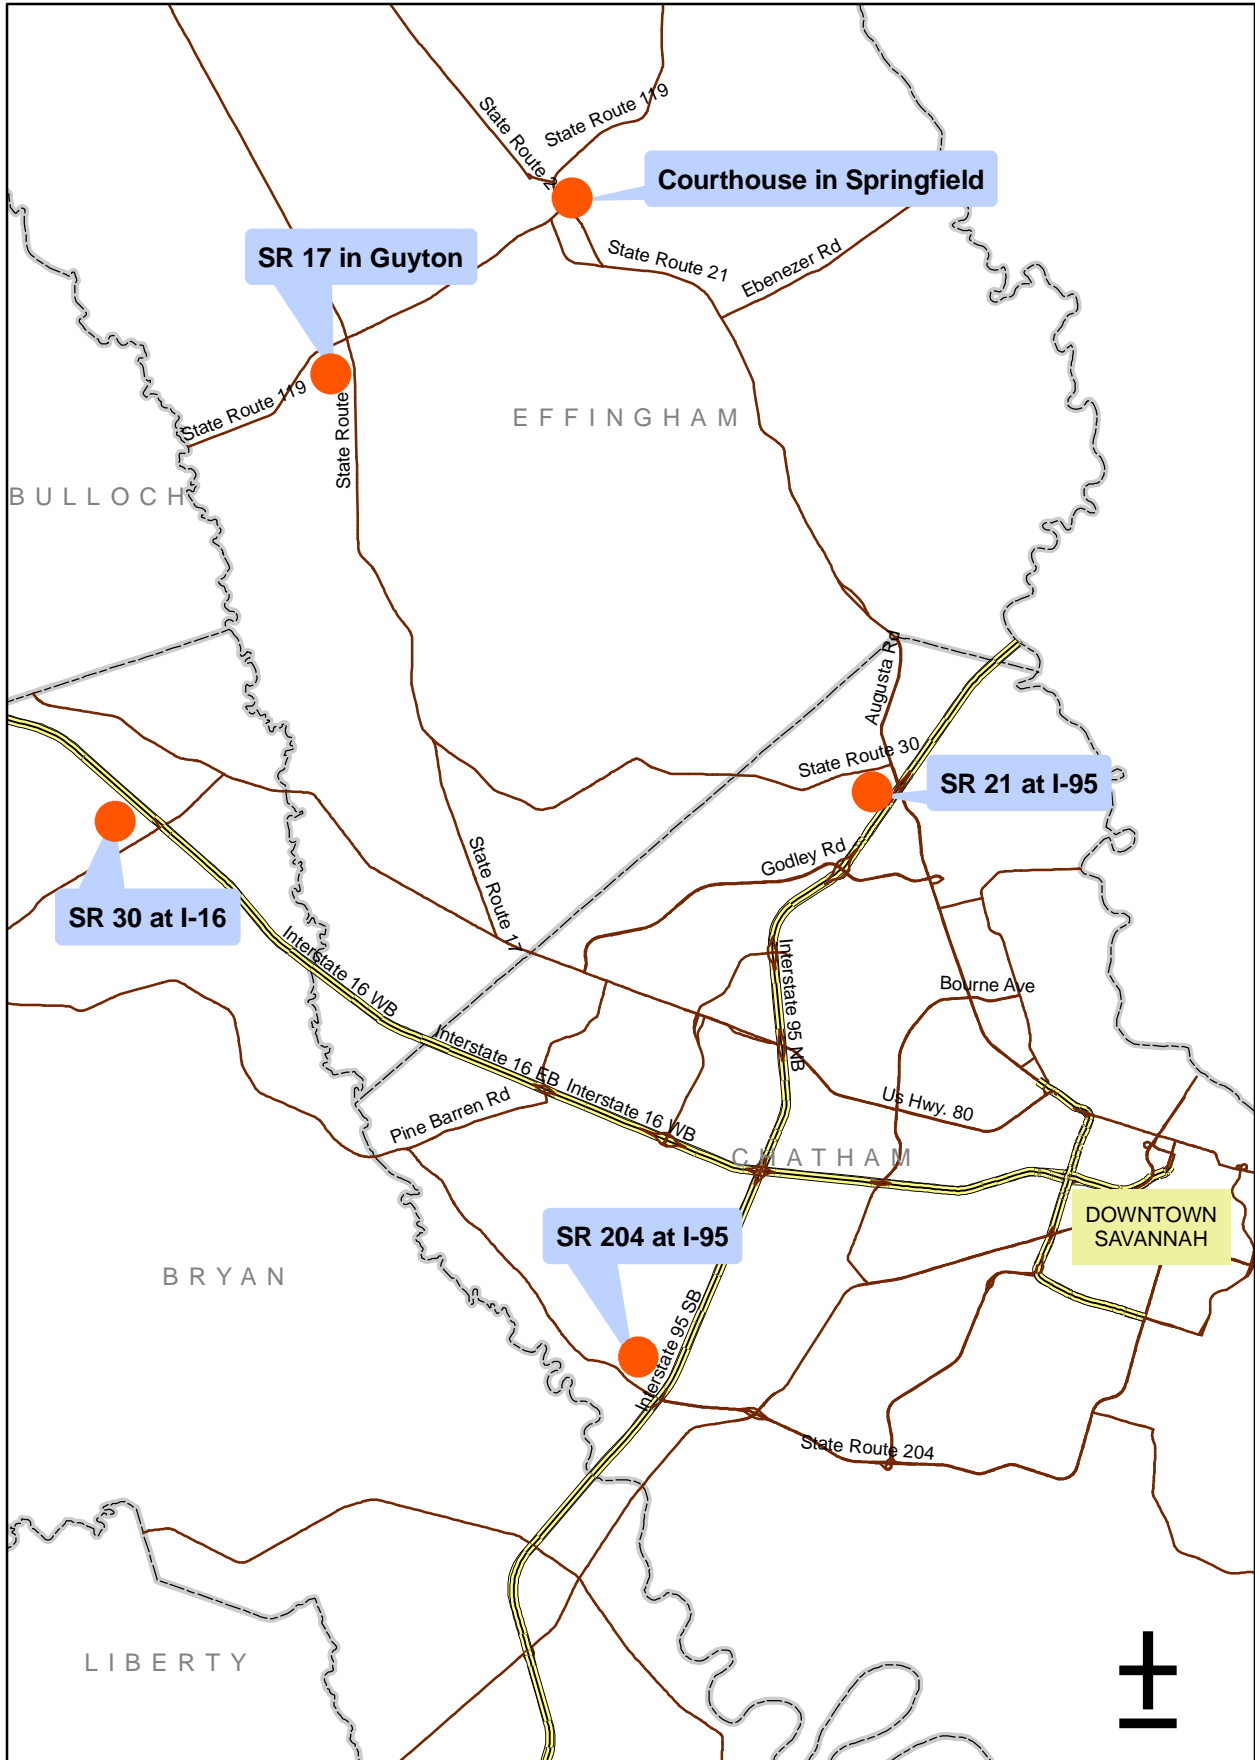 State Route 119
State Route 2
Courthouse in Springfield
SR 17 in Guyton
State Route 21
Ebenezer Rd
State Route 119
State Route
EFFINGHAM
BULLOCH
Augusta Rd
State Route 30
SR 21 at I-95
Godley Rd
State Route 17
SR 30 at I-16
Interstate 16 WB
Interstate 95 NB
Bourne Ave
Interstate 16 EB
Interstate 16 WB
Pine Barren Rd
Us Hwy. 80
CHATHAM
DOWNTOWN
SAVANNAH
SR 204 at I-95
BRYAN
Interstate 95 SB
State Route 204
LIBERTY